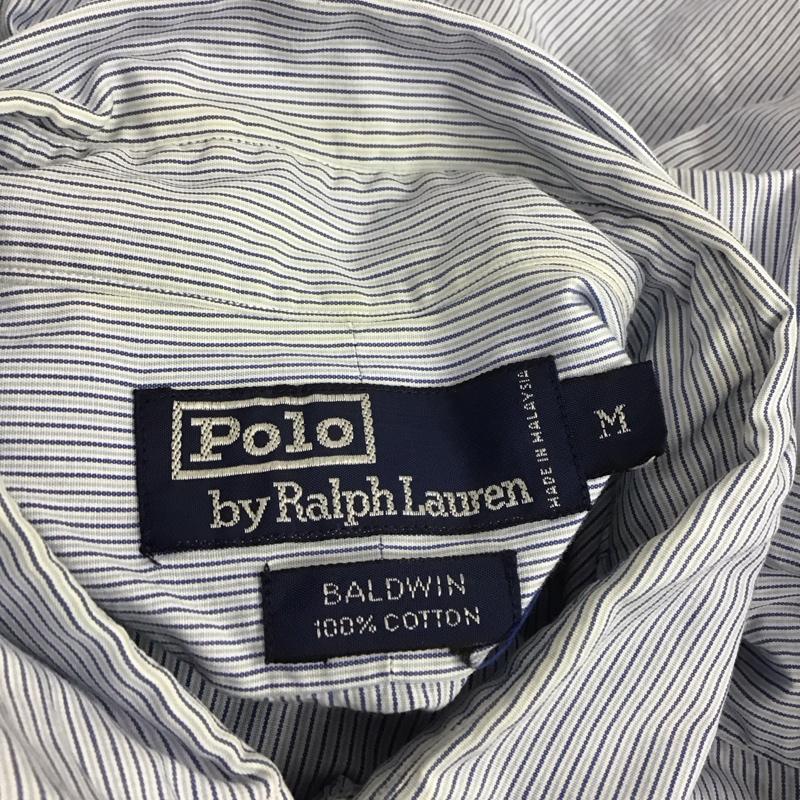 Polo
by Ralph Lauren
MADE IN MALAYSIA
M
BALDWIN
100% COTTON